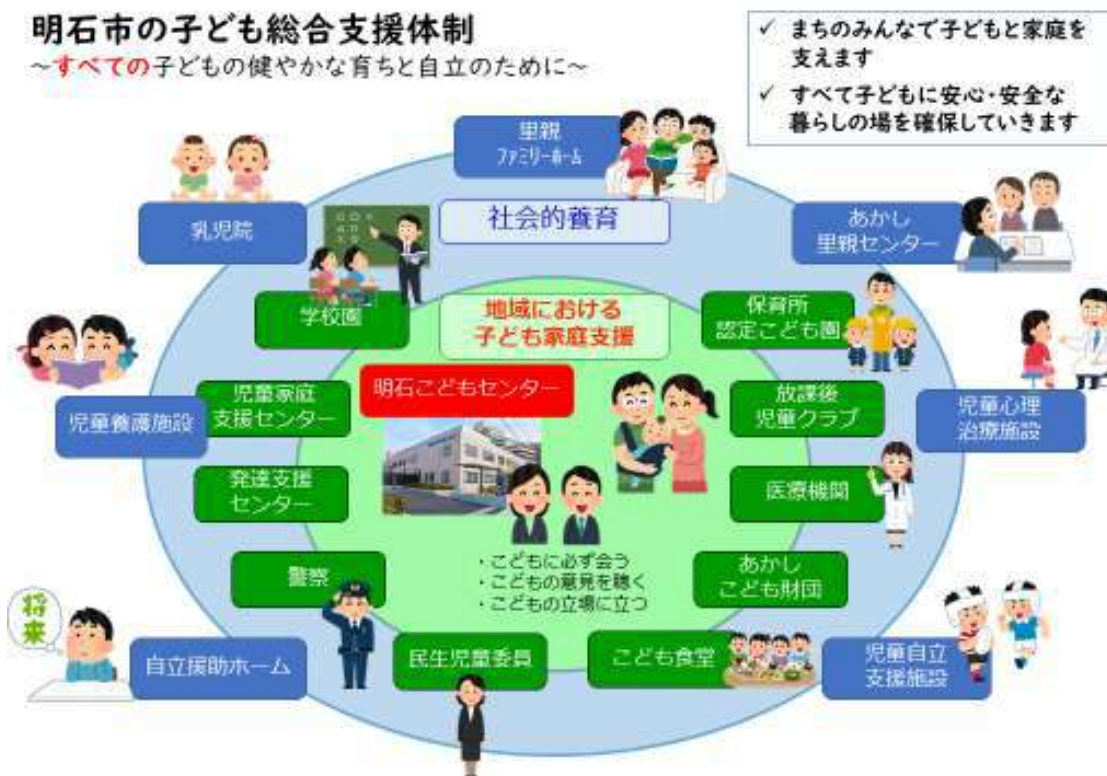 明石市の子ども総合支援体制
～すべての子どもの健やかな育ちと自立のために～
✓ まちのみんなで子どもと家庭を
支えます
✓ すべて子どもに安心・安全な
暮らしの場を確保していきます
里親
ファミリーホーム
乳児院
社会的養育
あかし
里親センター
学校園
地域における
子ども家庭支援
保育所
認定こども園
明石こどもセンター
児童養護施設
児童家庭
支援センター
放課後
児童クラブ
児童心理
治療施設
発達支援
センター
医療機関
警察
・こどもに必ず会う
・こどもの意見を聴く
・こどもの立場に立つ
あかし
こども財団
将来
自立援助ホーム
民生児童委員
こども食堂
児童自立
支援施設